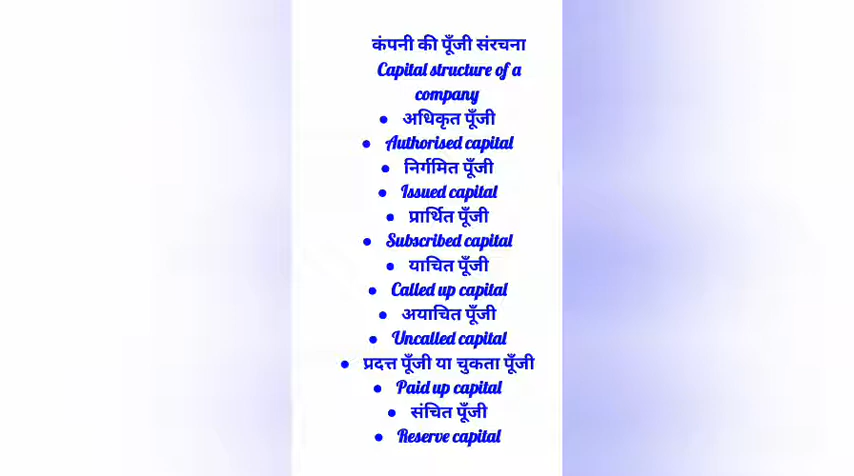 कंपनी की पूँजी संरचना
Capital structure of a
company
● अधिकृत पूँजी
● Authorised capital
● निर्गमित पूँजी
● Issued capital
● प्रार्थित पूँजी
● Subscribed capital
● याचित पूँजी
● Called up capital
● अयाचित पूँजी
● Uncalled capital
● प्रदत्त पूँजी या चुकता पूँजी
● Paid up capital
● संचित पूँजी
● Reserve capital